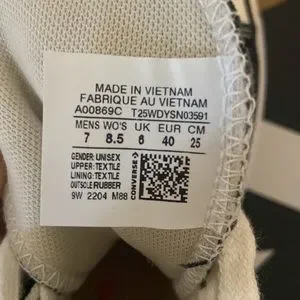 MADE IN VIETNAM
FABRIQUE AU VIETNAM
A00869C T25WDYSN03591
MENS WO'S UK EUR CM
7 8.5 6 40 25
GENDER: UNISEX
UPPER: TEXTILE
LINING: TEXTILE
OUTSOLE RUBBER
9W 2204 M88
CONVERSE